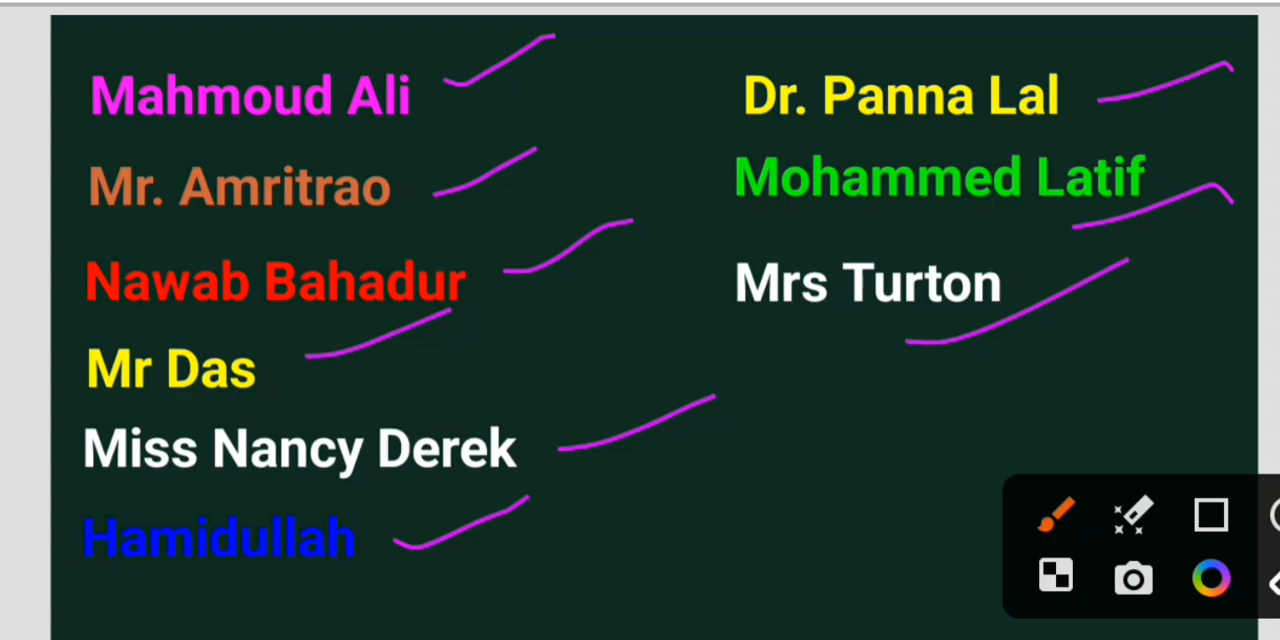 Mahmoud Ali
Mr. Amritrao
Nawab Bahadur
Mr Das
Miss Nancy Derek
Hamidullah
Dr. Panna Lal
Mohammed Latif
Mrs Turton